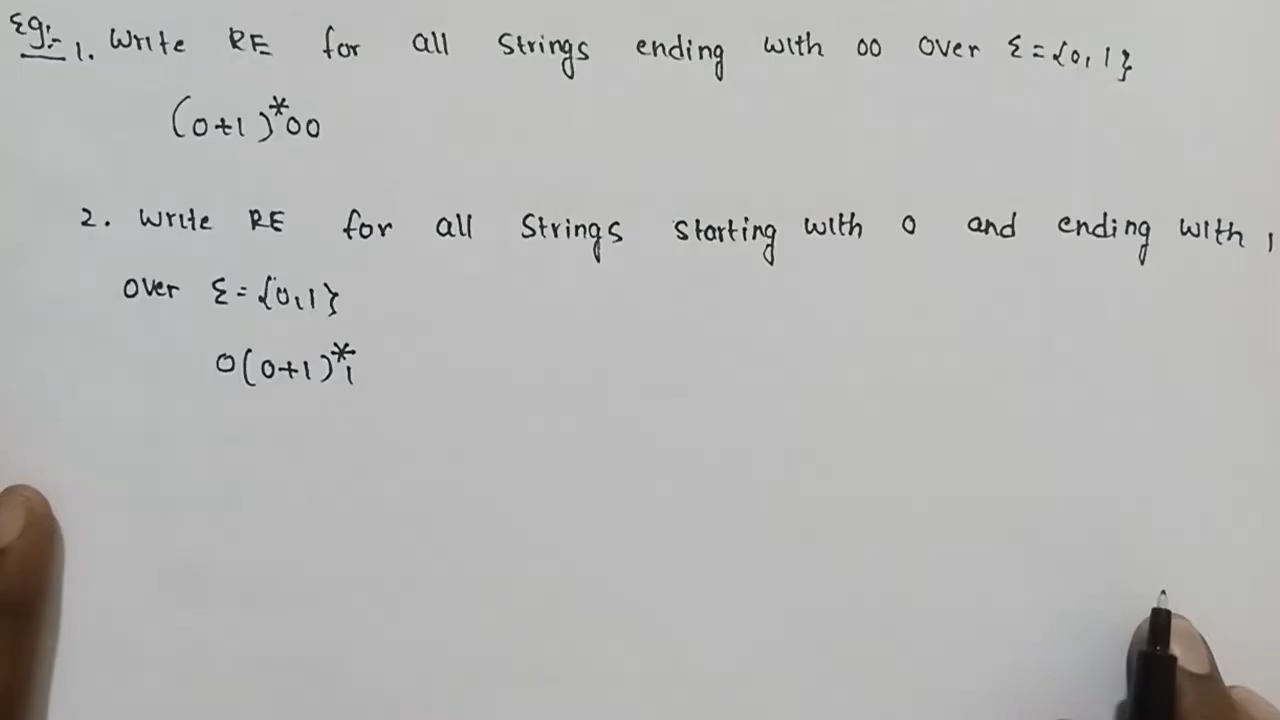 Eg:- 1. Write RE for all strings ending with 00 over Σ={0,1}
(0+1)*00
2. Write RE for all strings starting with 0 and ending with 1
over Σ={0,1}
0(0+1)*1